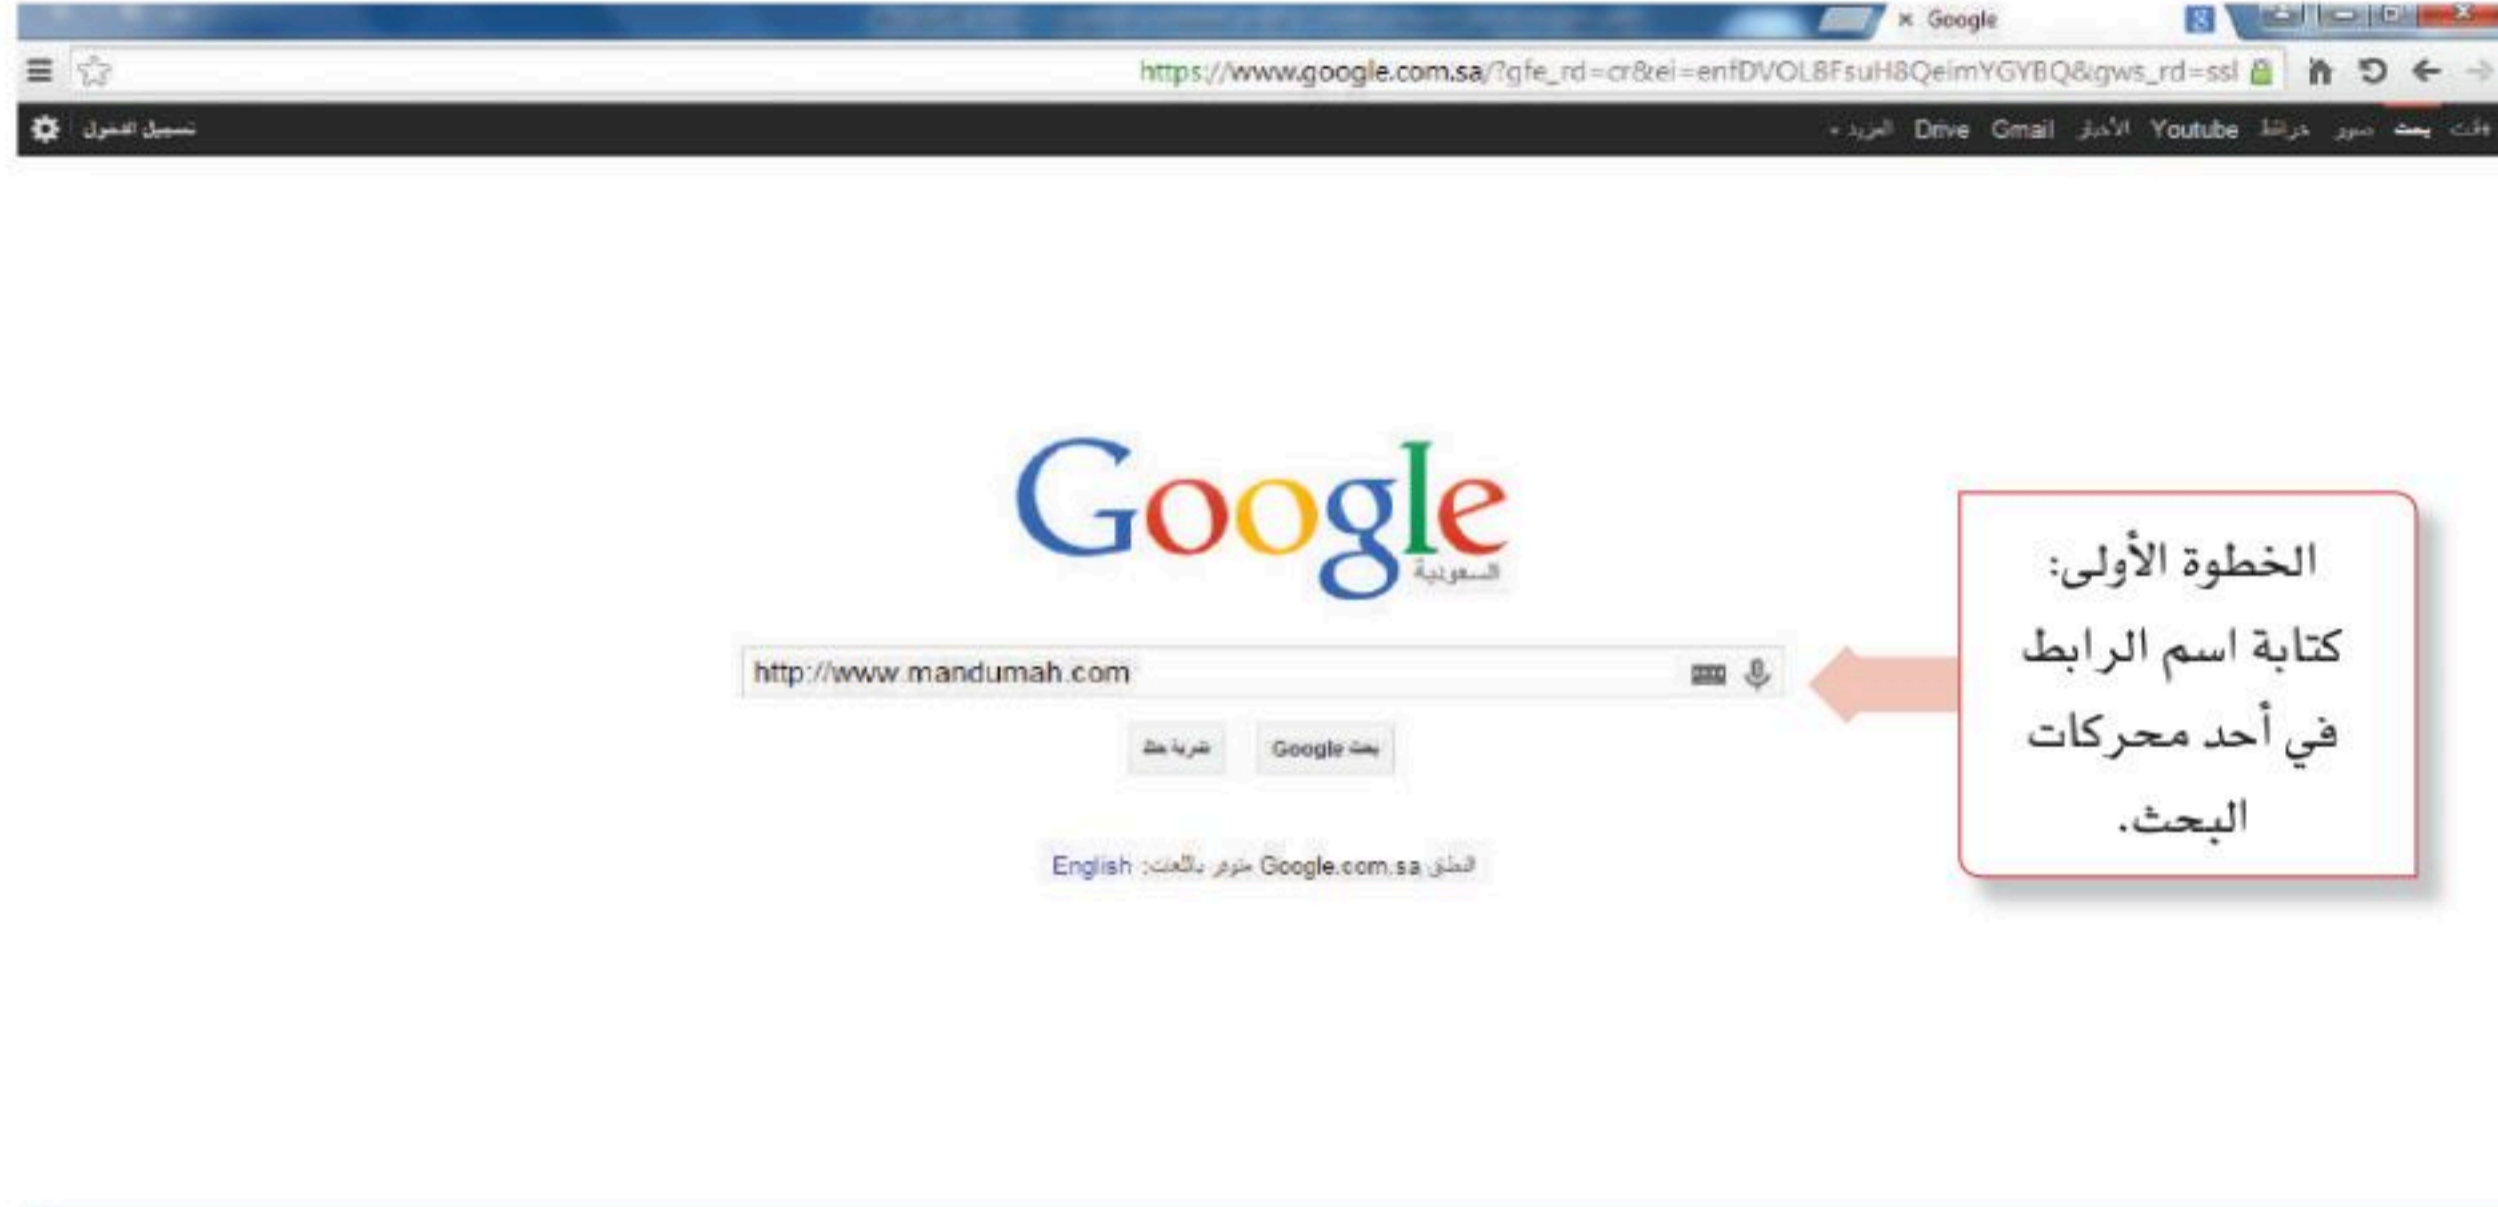 × Google
https://www.google.com.sa/?gfe_rd=cr&ei=enfDVOL8FsuH8QeimYGYBQ&gws_rd=ssl
بحث صور خرائط Youtube الأخبار Gmail Drive المزيد
تسجيل الدخول
Google
السعودية
http://www.mandumah.com
بحث Google
ضربة حظ
النطاق Google.com.sa متوفر باللغات: English
الخطوة الأولى:
كتابة اسم الرابط
في أحد محركات
البحث.